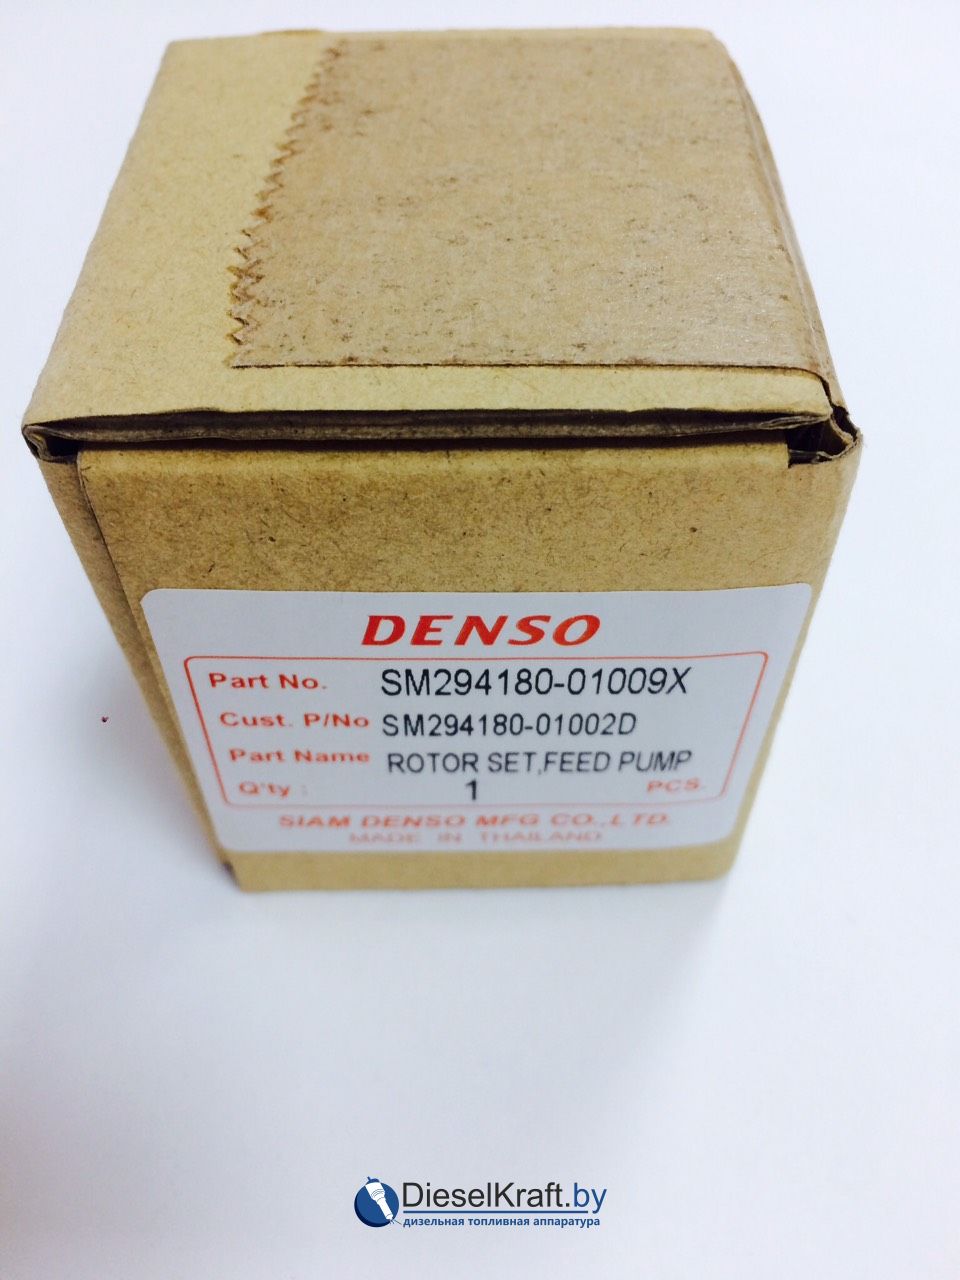 DENSO
Part No. SM294180-01009X
Cust. P/No SM294180-01002D
Part Name ROTOR SET,FEED PUMP
Q'ty : 1 PCS.
SIAM DENSO MFG CO.,LTD.
MADE IN THAILAND
DieselKraft.by
дизельная топливная аппаратура